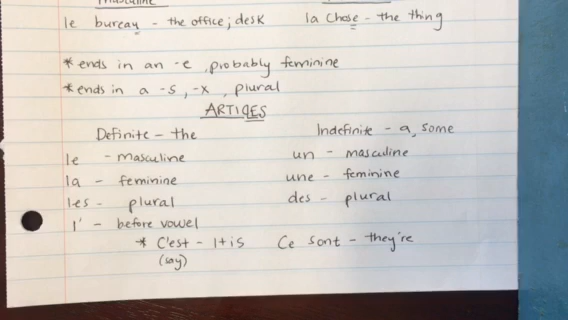 masculine
le bureau - the office; desk la chose - the thing
* ends in an -e, probably feminine
* ends in a -s, -x, plural
ARTICLES
Definite - the Indefinite - a, some
le - masculine un - masculine
la - feminine une - feminine
les - plural des - plural
l' - before vowel
* C'est - It is Ce sont - they're
(say)